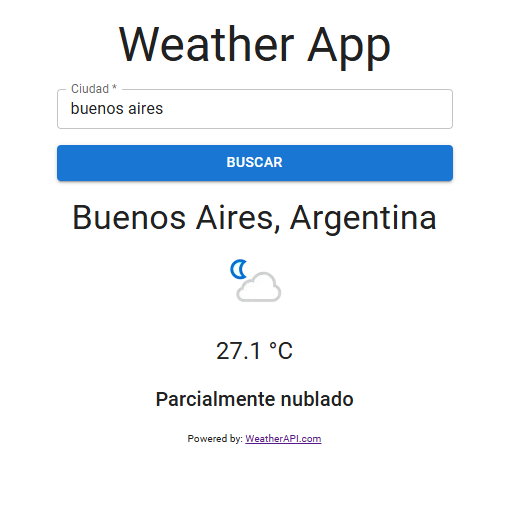 Weather App
Ciudad *
buenos aires
BUSCAR
Buenos Aires, Argentina
27.1 °C
Parcialmente nublado
Powered by: WeatherAPI.com